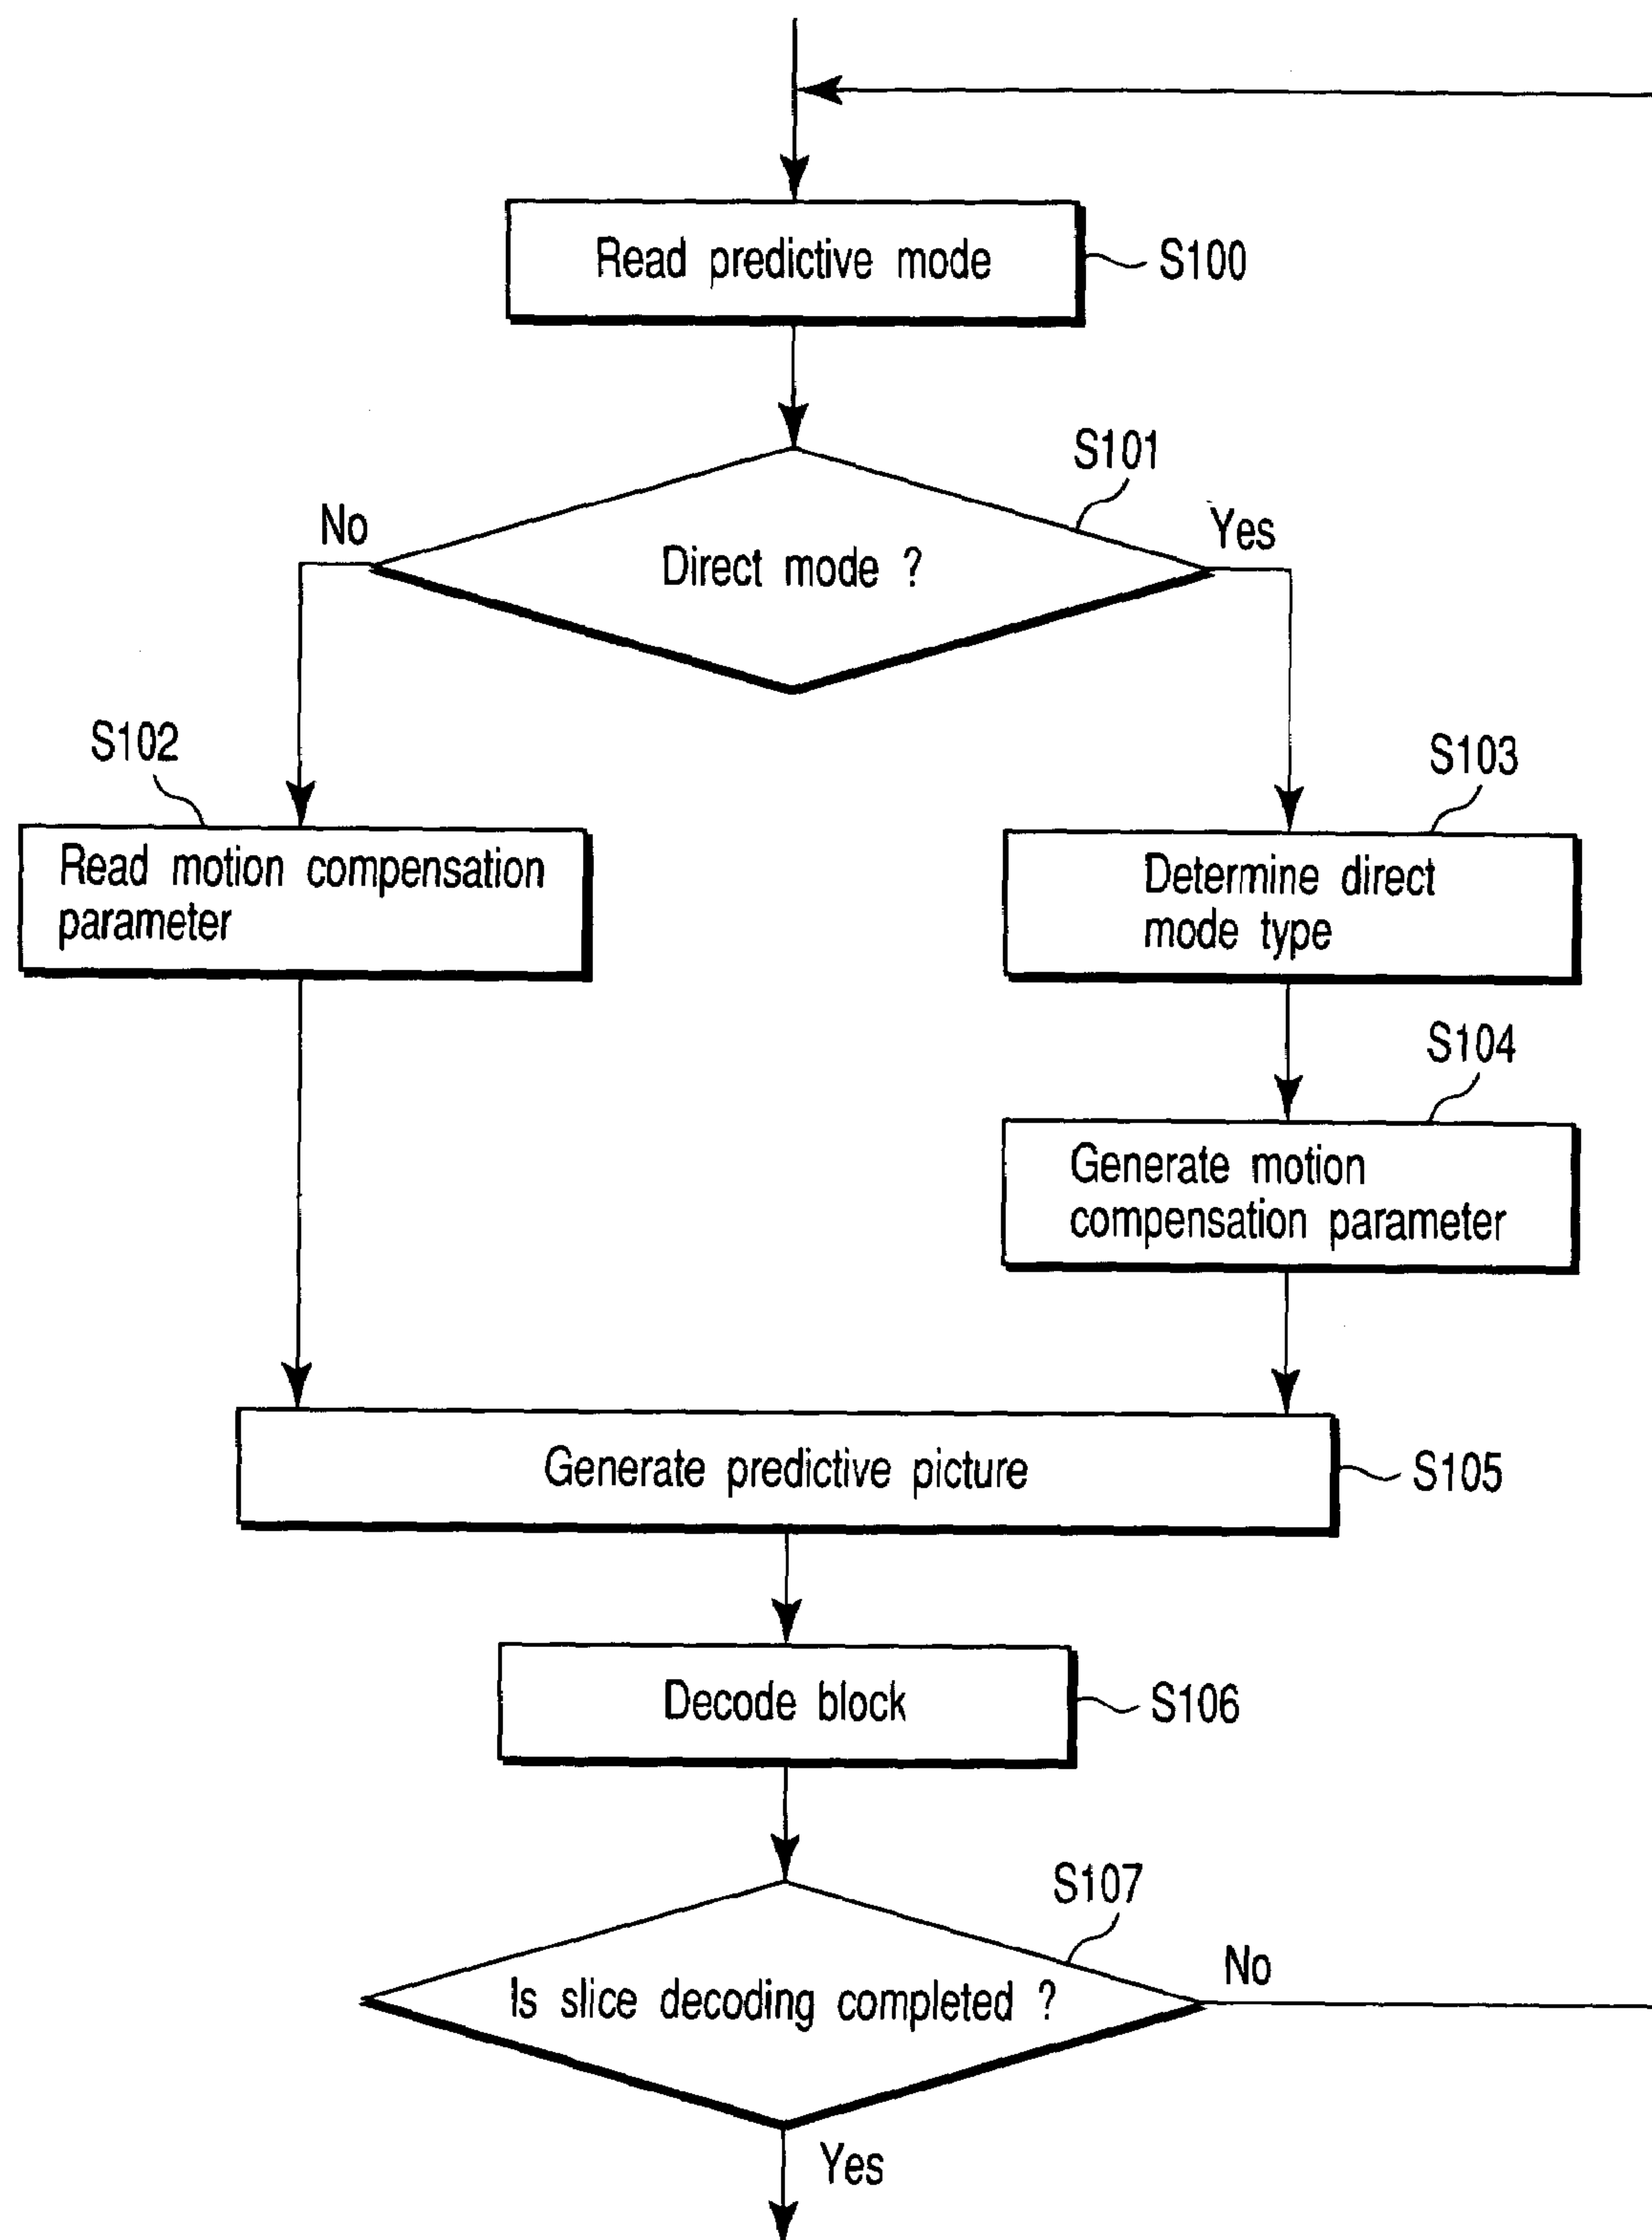 Read predictive mode
S100
S101
No
Yes
Direct mode ?
S102
S103
Read motion compensation
parameter
Determine direct
mode type
S104
Generate motion
compensation parameter
Generate predictive picture
S105
Decode block
S106
S107
No
Is slice decoding completed ?
Yes